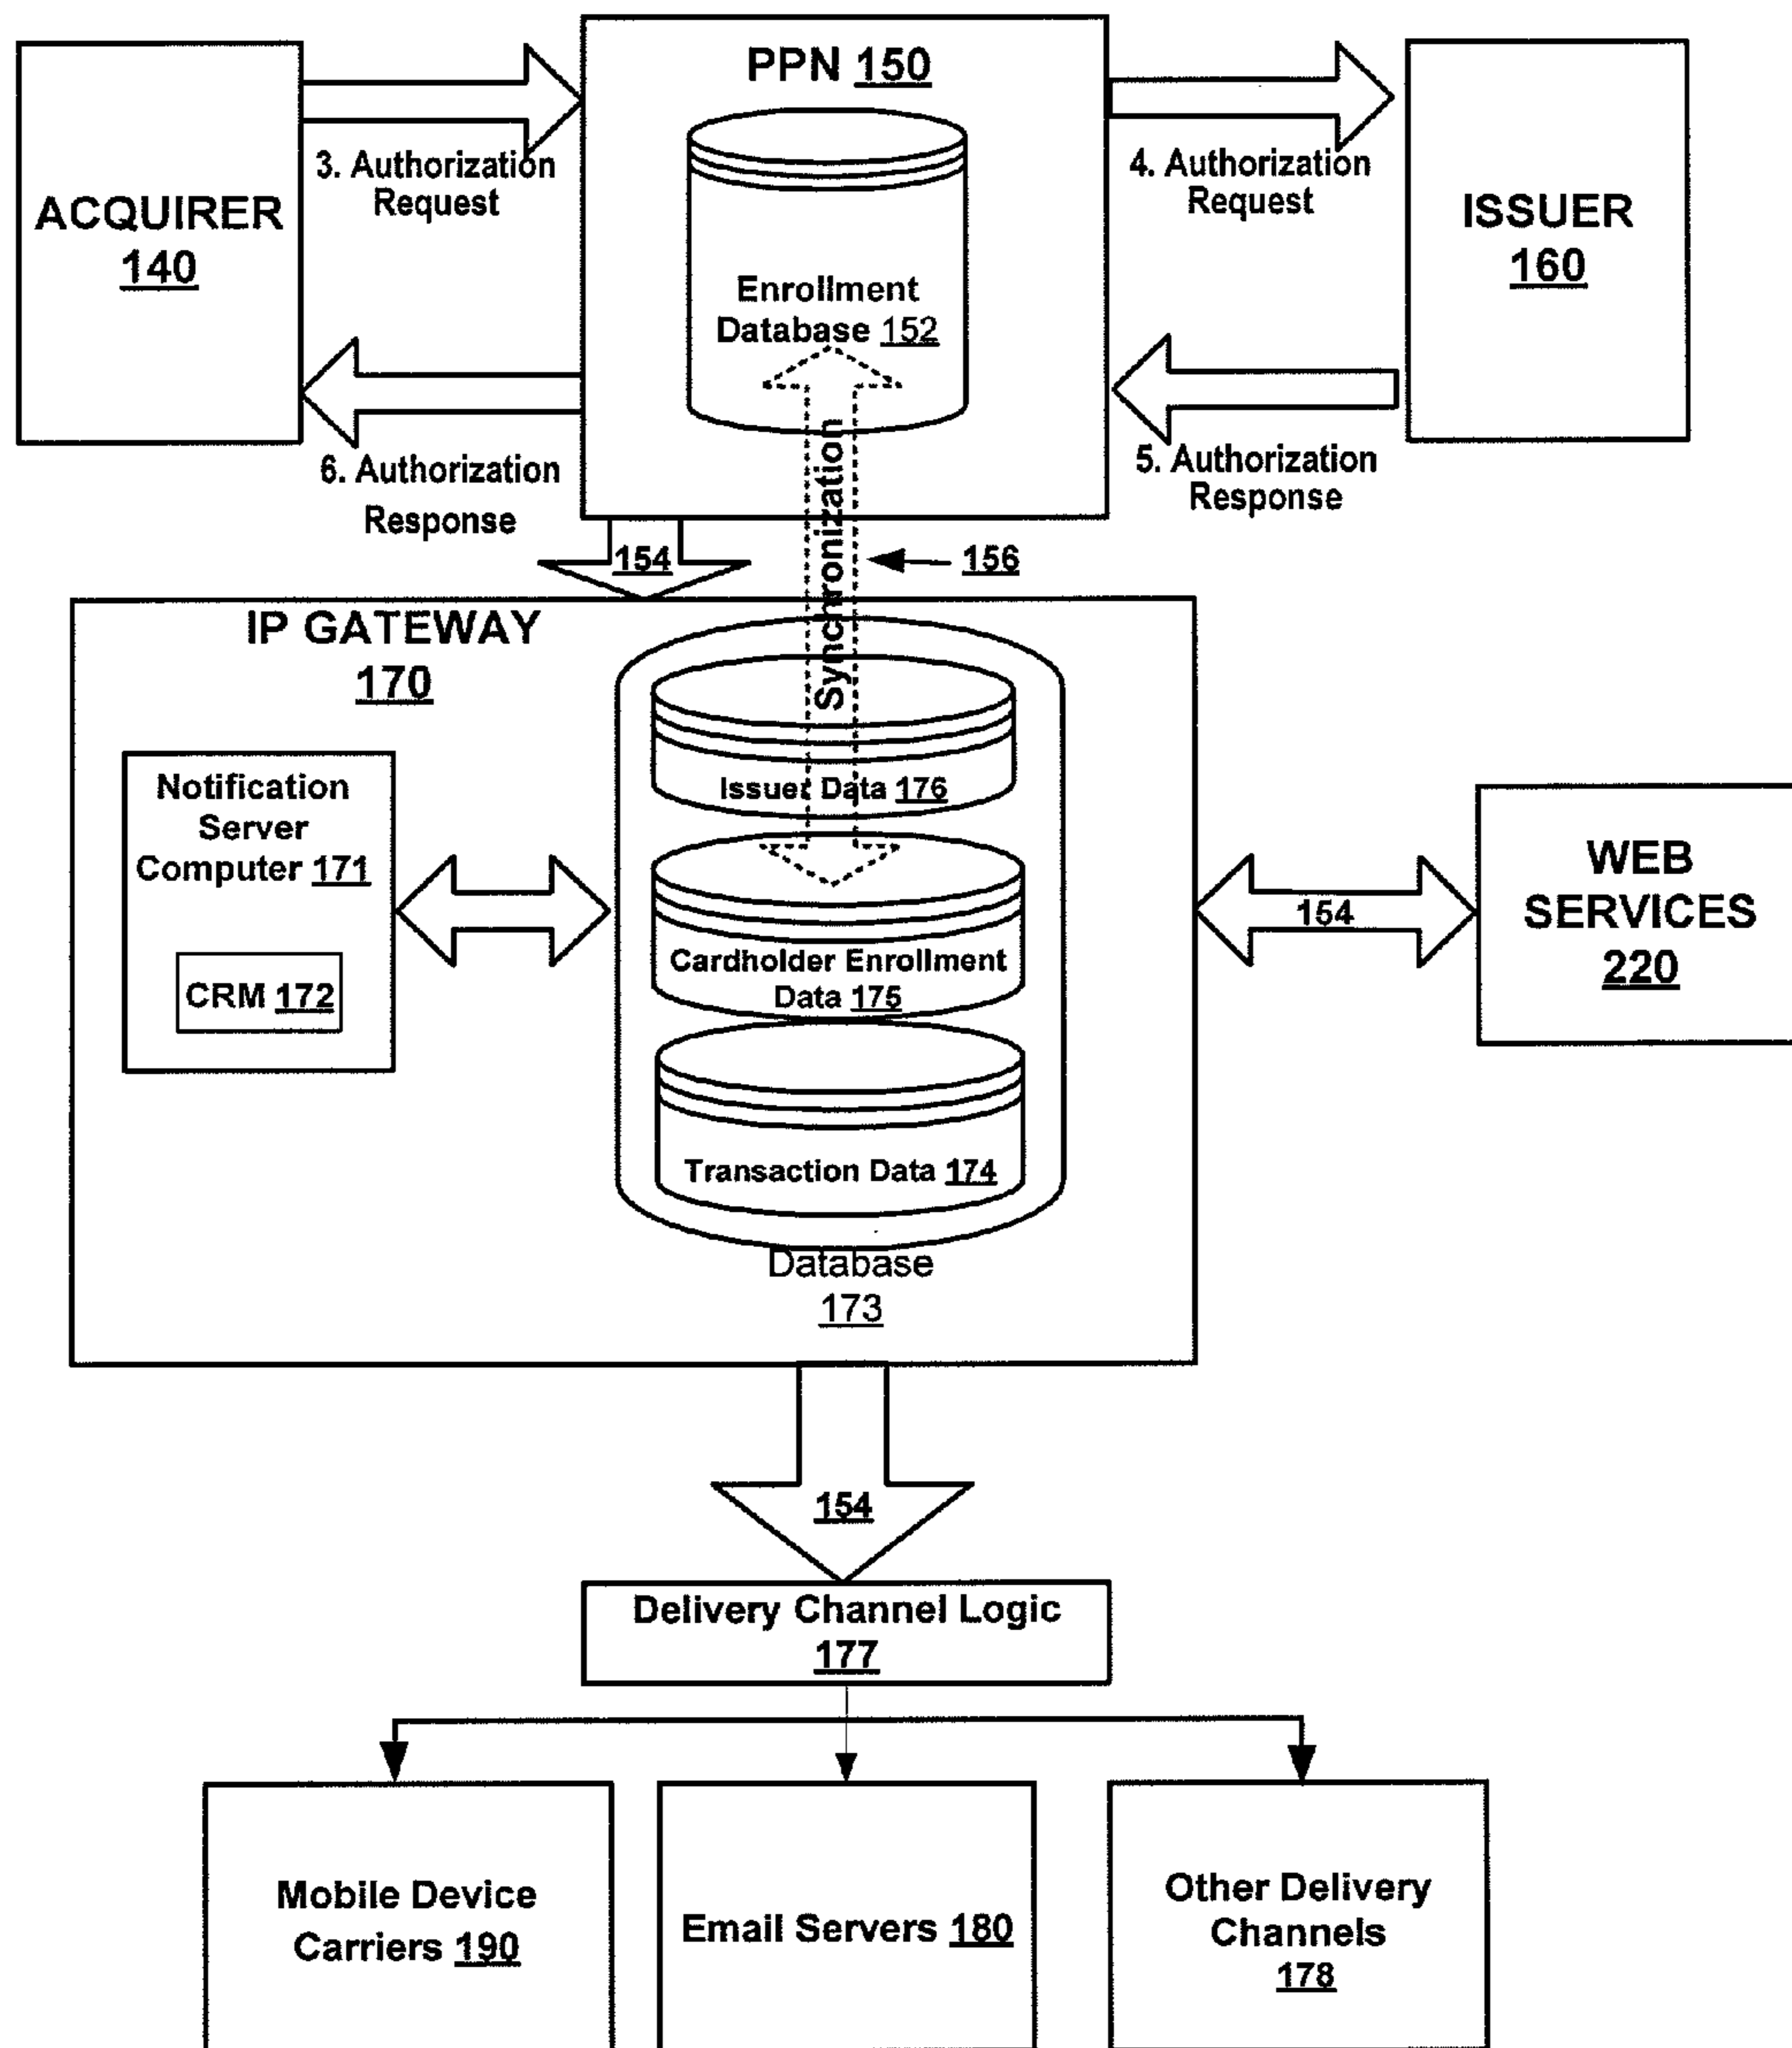 PPN 150
ACQUIRER
140
3. Authorization
Request
4. Authorization
Request
ISSUER
160
Enrollment
Database 152
6. Authorization
Response
5. Authorization
Response
Synchronization
154
156
IP GATEWAY
170
Notification
Server
Computer 171
CRM 172
Issuer Data 176
Cardholder Enrollment
Data 175
Transaction Data 174
Database
173
154
WEB
SERVICES
220
154
Delivery Channel Logic
177
Mobile Device
Carriers 190
Email Servers 180
Other Delivery
Channels
178